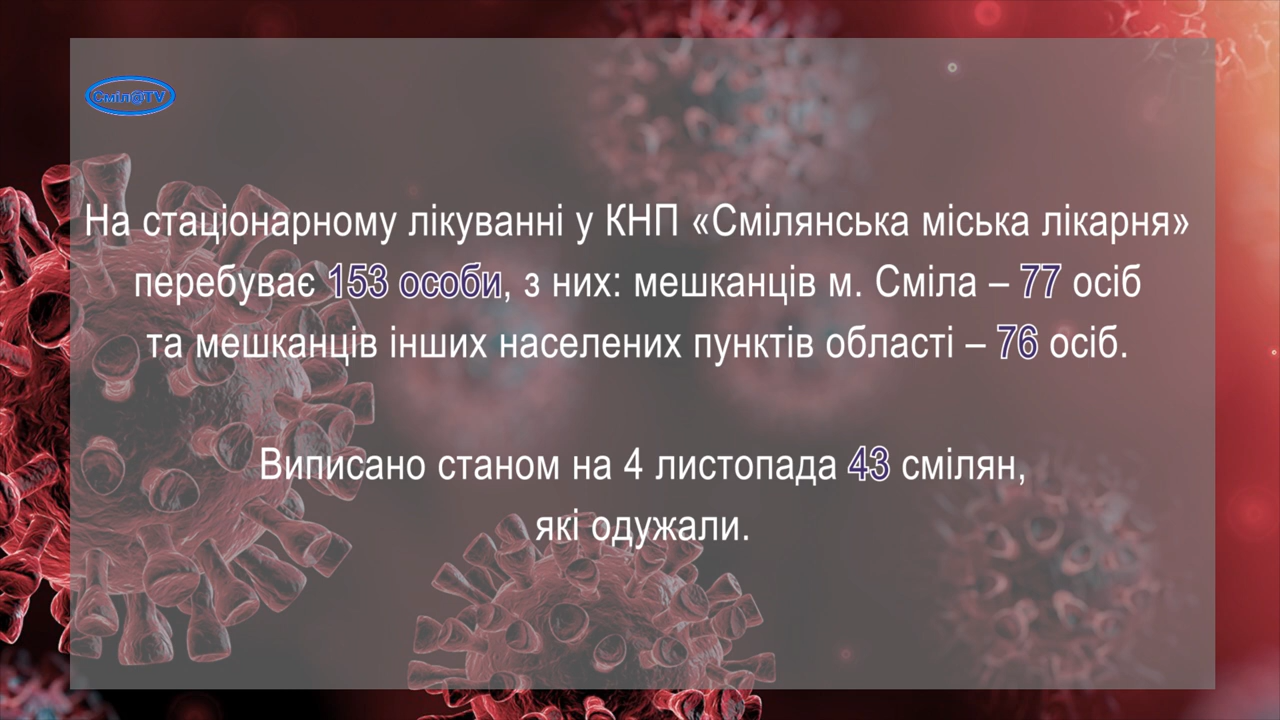 Сміл@TV
На стаціонарному лікуванні у КНП «Смілянська міська лікарня»
перебуває 153 особи, з них: мешканців м. Сміла – 77 осіб
та мешканців інших населених пунктів області – 76 осіб.
Виписано станом на 4 листопада 43 смілян,
які одужали.